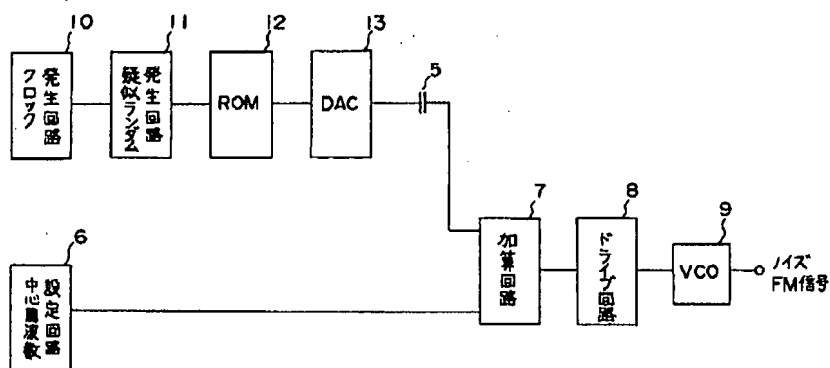 10
11
12
13
5
クロック
発生回路
疑似ランダム
発生回路
ROM
DAC
6
7
8
9
中心周波数
設定回路
加算回路
ドライブ回路
VCO
ノイズ
FM信号